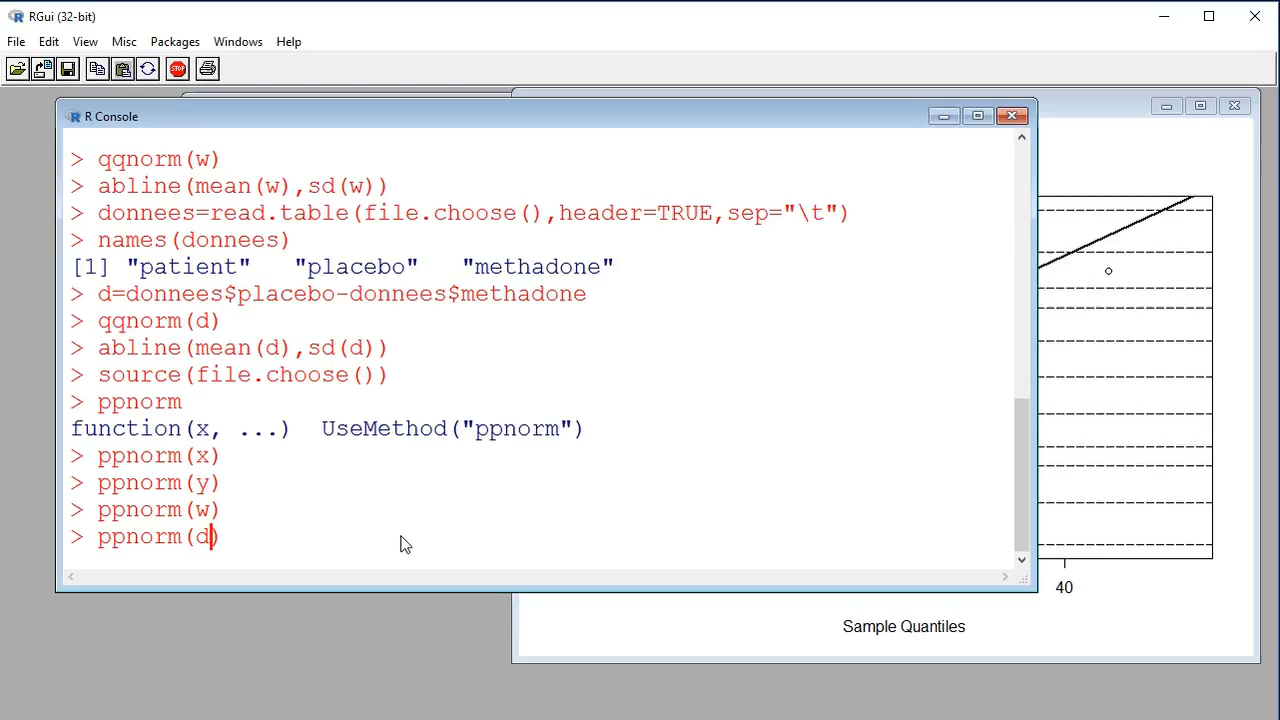 RGui (32-bit)
File Edit View Misc Packages Windows Help
STOP
R Console
> qqnorm(w)
> abline(mean(w),sd(w))
> donnees=read.table(file.choose(),header=TRUE,sep="\t")
> names(donnees)
[1] "patient"   "placebo"   "methadone"
> d=donnees$placebo-donnees$methadone
> qqnorm(d)
> abline(mean(d),sd(d))
> source(file.choose())
> ppnorm
function(x, ...)  UseMethod("ppnorm")
> ppnorm(x)
> ppnorm(y)
> ppnorm(w)
> ppnorm(d)
40
Sample Quantiles